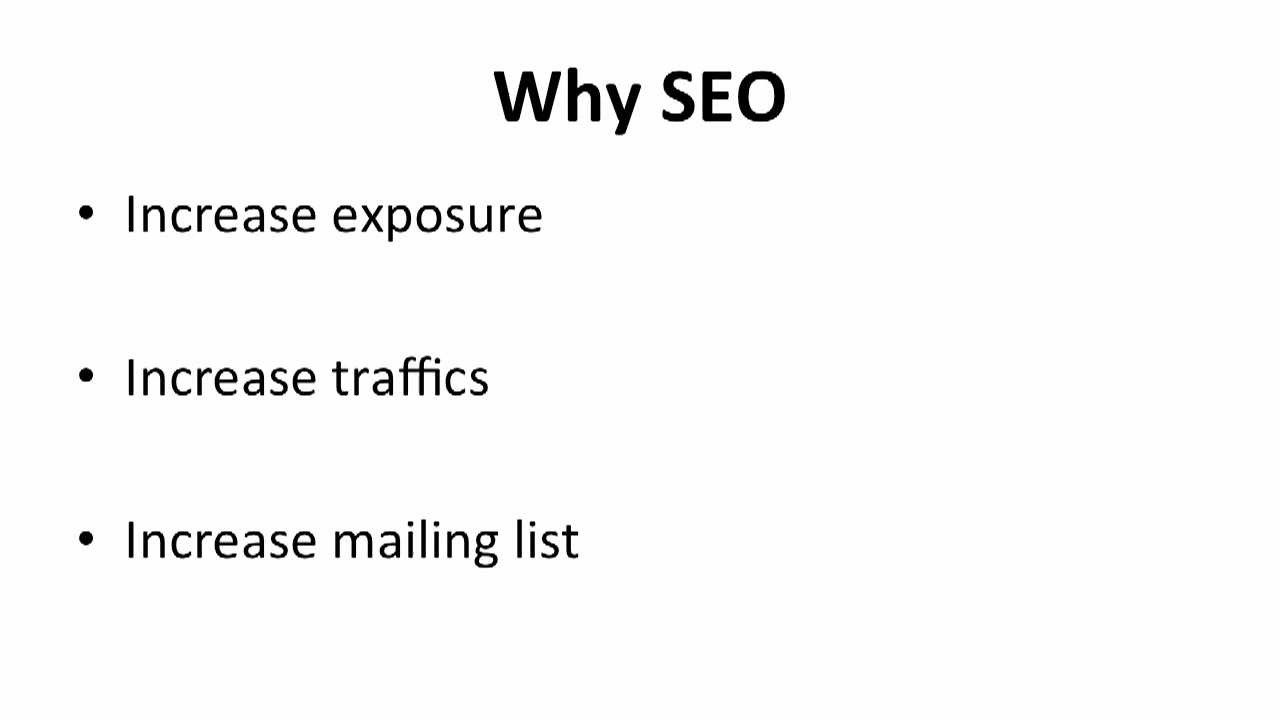 Why SEO
• Increase exposure
• Increase traffics
• Increase mailing list